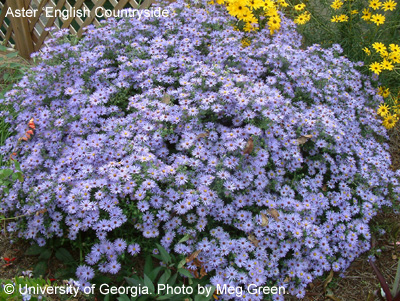 Aster 'English Countryside'
© University of Georgia. Photo by Meg Green.